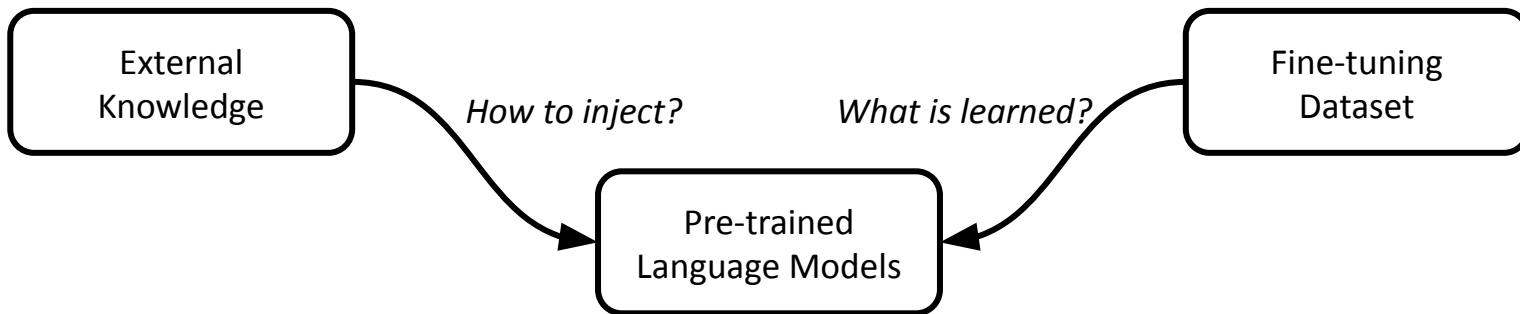 External
Knowledge
How to inject?
What is learned?
Fine-tuning
Dataset
Pre-trained
Language Models